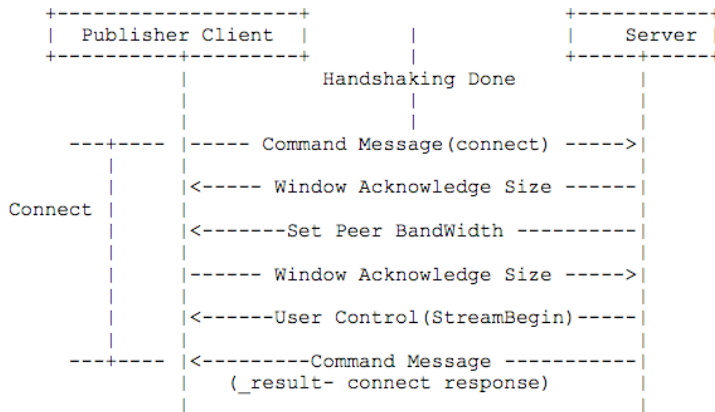 Publisher Client
Server
Handshaking Done
Command Message(connect)
Window Acknowledge Size
Connect
Set Peer BandWidth
Window Acknowledge Size
User Control(StreamBegin)
Command Message
(_result- connect response)